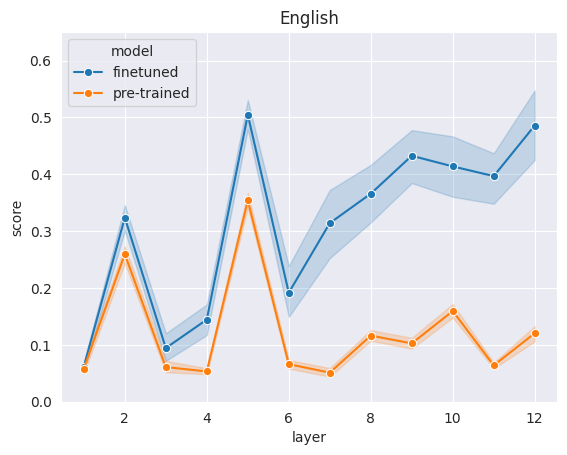 English
model
finetuned
pre-trained
0.6
0.5
0.4
0.3
0.2
0.1
0.0
score
2 4 6 8 10 12
layer